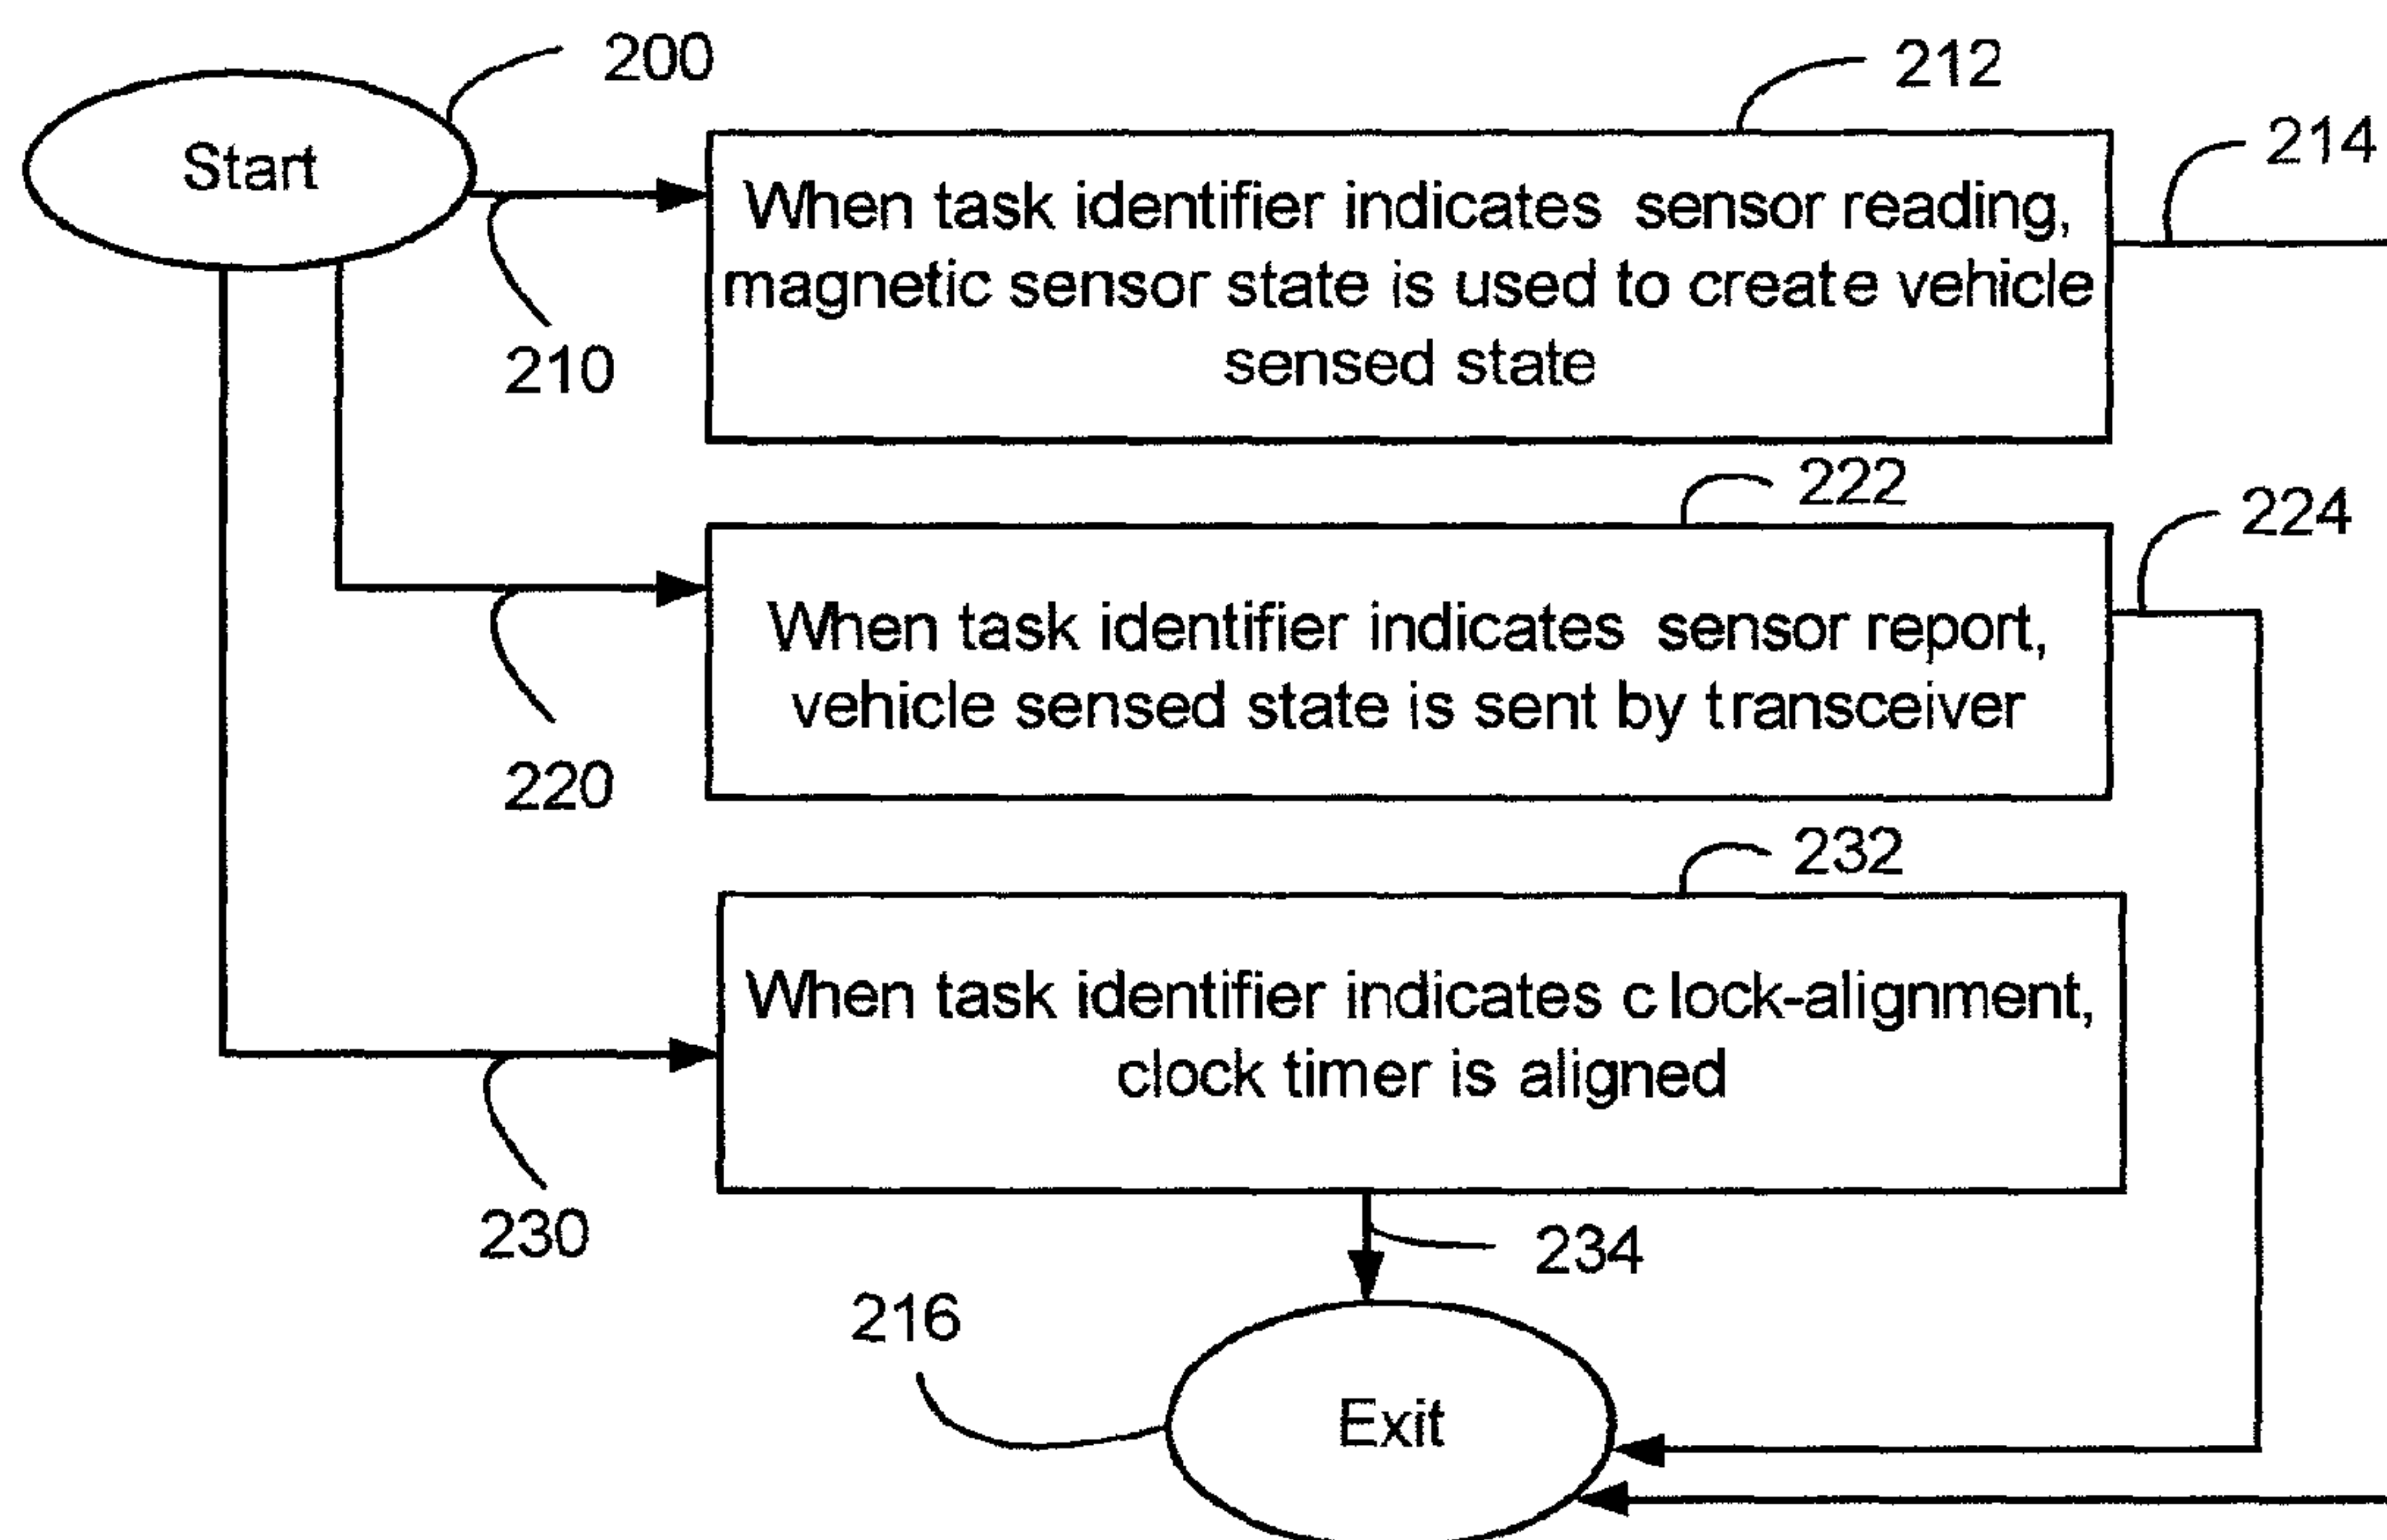 200
Start
212
214
When task identifier indicates sensor reading,
magnetic sensor state is used to create vehicle
sensed state
210
222
224
When task identifier indicates sensor report,
vehicle sensed state is sent by transceiver
220
232
When task identifier indicates clock-alignment,
clock timer is aligned
230
234
216
Exit